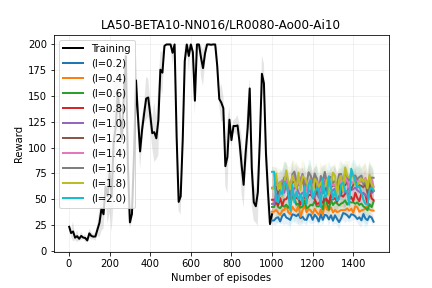 LA50-BETA10-NN016/LR0080-Ao00-Ai10
200
175
150
125
100
75
50
25
0
Reward
Training
(l=0.2)
(l=0.4)
(l=0.6)
(l=0.8)
(l=1.0)
(l=1.2)
(l=1.4)
(l=1.6)
(l=1.8)
(l=2.0)
0 200 400 600 800 1000 1200 1400
Number of episodes